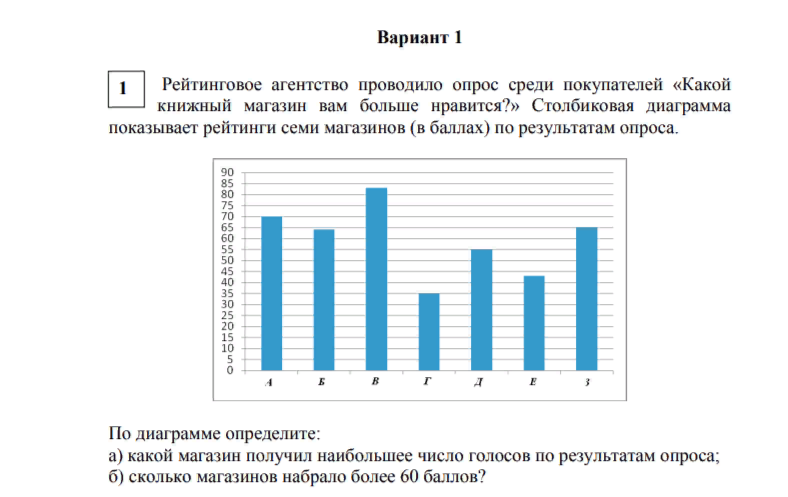 Вариант 1
1 Рейтинговое агентство проводило опрос среди покупателей «Какой
книжный магазин вам больше нравится?» Столбиковая диаграмма
показывает рейтинги семи магазинов (в баллах) по результатам опроса.
90
85
80
75
70
65
60
55
50
45
40
35
30
25
20
15
10
5
0
А Б В Г Д Е З
По диаграмме определите:
а) какой магазин получил наибольшее число голосов по результатам опроса;
б) сколько магазинов набрало более 60 баллов?